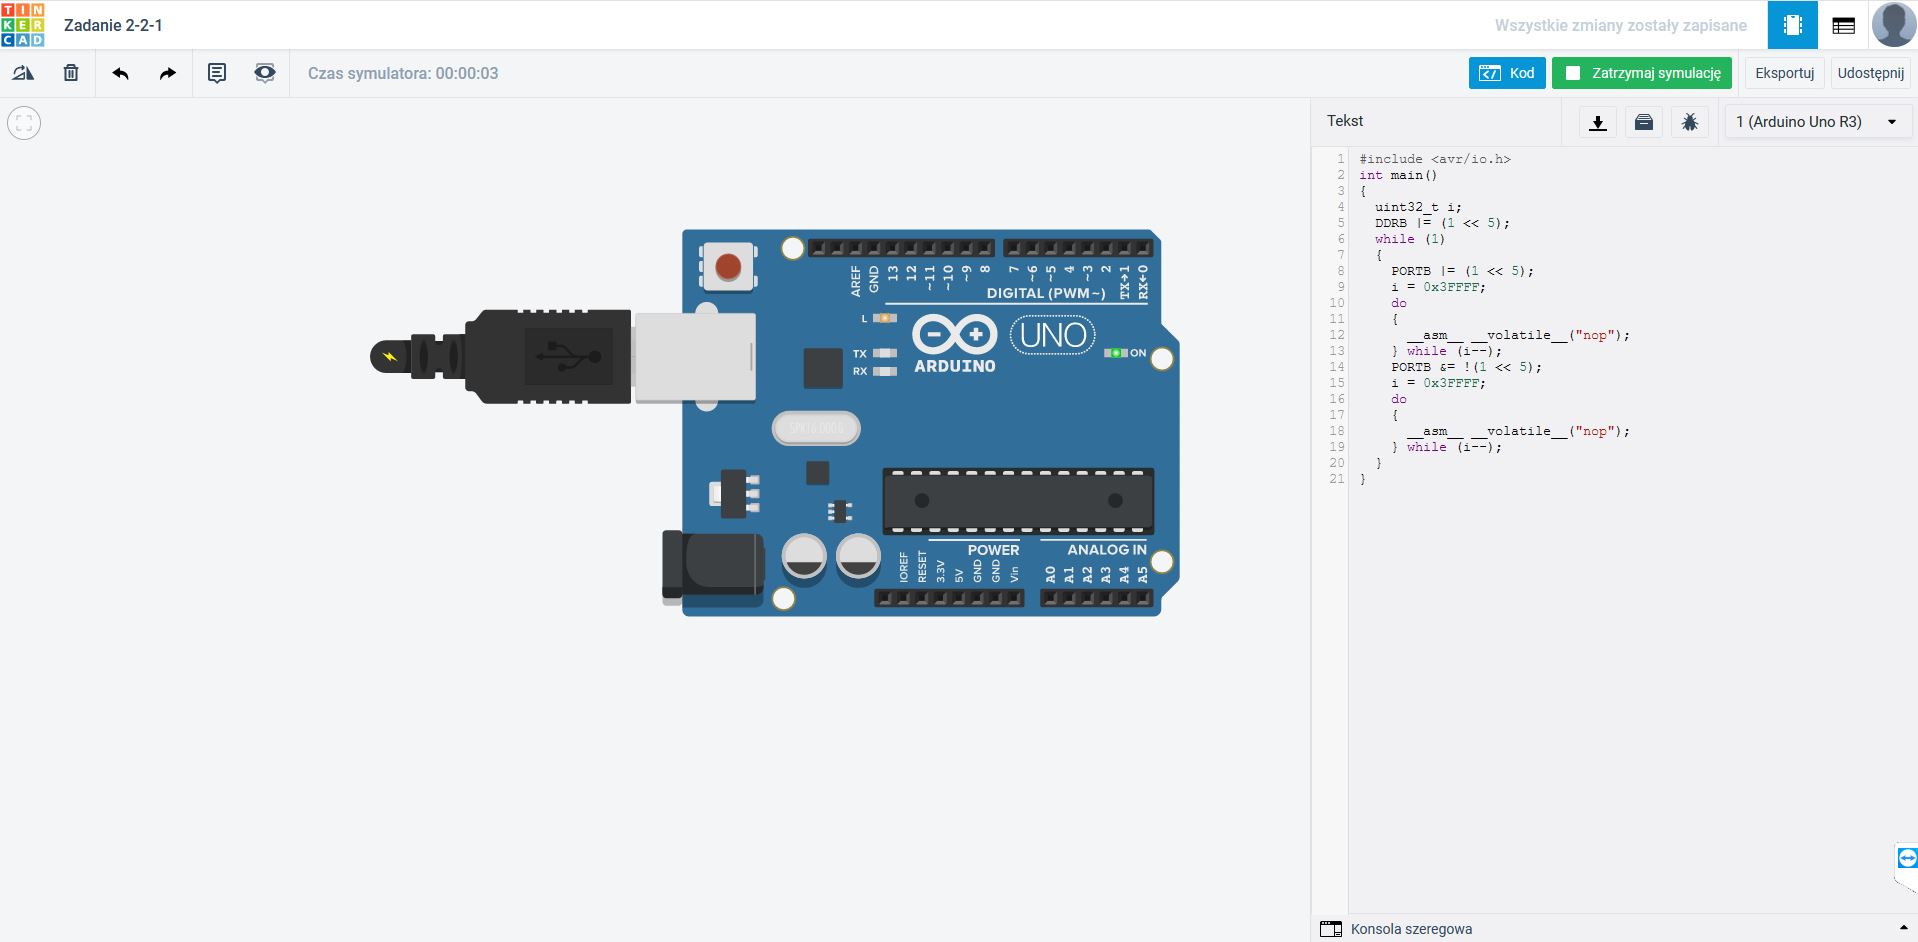 TIN
KER
CAD
Zadanie 2-2-1
Wszystkie zmiany zostały zapisane
Czas symulatora: 00:00:03
Kod
Zatrzymaj symulację
Eksportuj
Udostępnij
Tekst
1 (Arduino Uno R3)
1 #include <avr/io.h>
2 int main()
3 {
4 uint32_t i;
5 DDRB |= (1 << 5);
6 while (1)
7 {
8 PORTB |= (1 << 5);
9 i = 0x3FFFF;
10 do
11 {
12 __asm__ __volatile__("nop");
13 } while (i--);
14 PORTB &= !(1 << 5);
15 i = 0x3FFFF;
16 do
17 {
18 __asm__ __volatile__("nop");
19 } while (i--);
20 }
21 }
AREF
GND
13
12
~11
~10
~9
8
7
~6
~5
4
~3
2
TX→1
RX←0
DIGITAL (PWM~)
L
TX
RX
UNO
ARDUINO
ON
POWER
ANALOG IN
IOREF
RESET
3.3V
5V
GND
GND
Vin
A0
A1
A2
A3
A4
A5
Konsola szeregowa